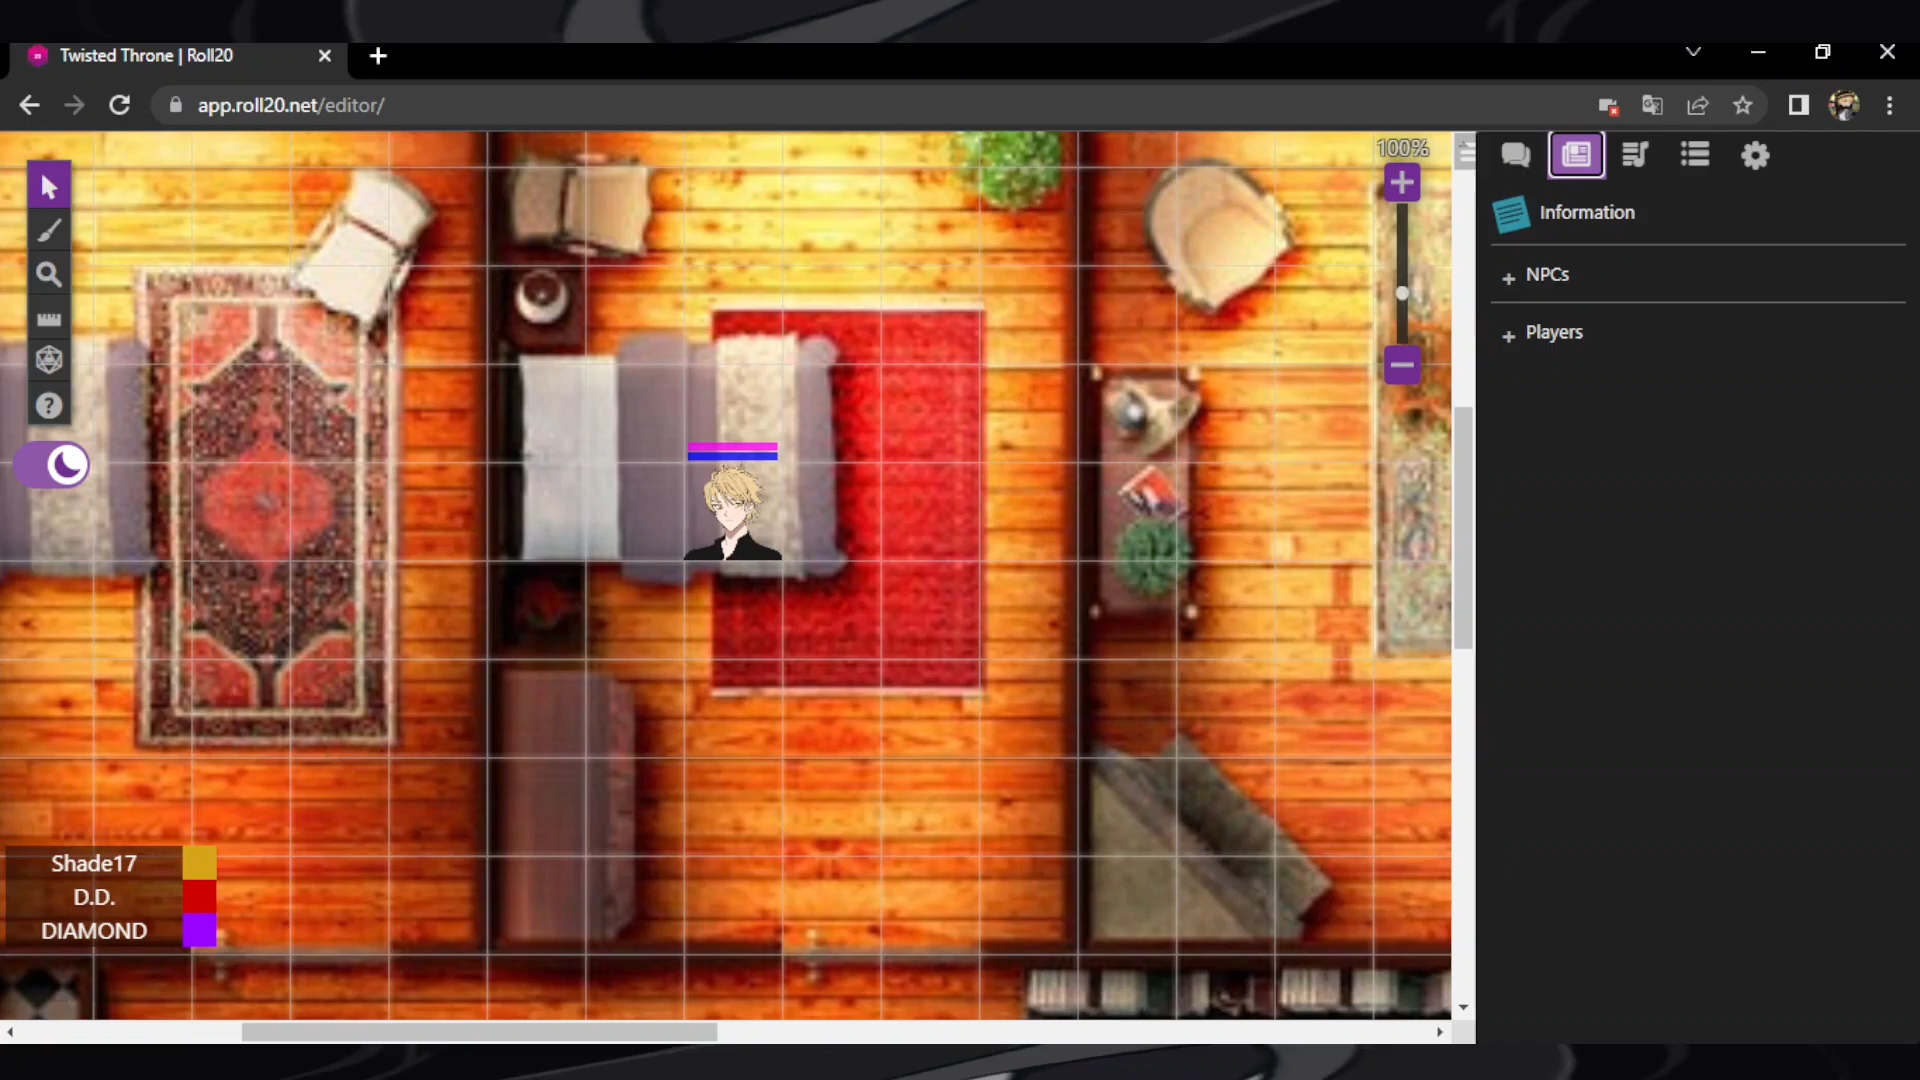 Twisted Throne | Roll20
app.roll20.net/editor/
100%
Information
NPCs
Players
Shade17
D.D.
DIAMOND